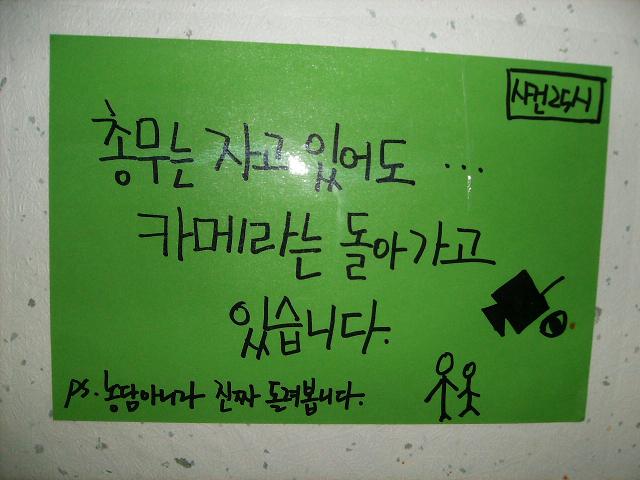 사건25시
총무는 자고 있어도 ...
카메라는 돌아가고
있습니다.
ps. 농담아니라 진짜 돌려봅니다.